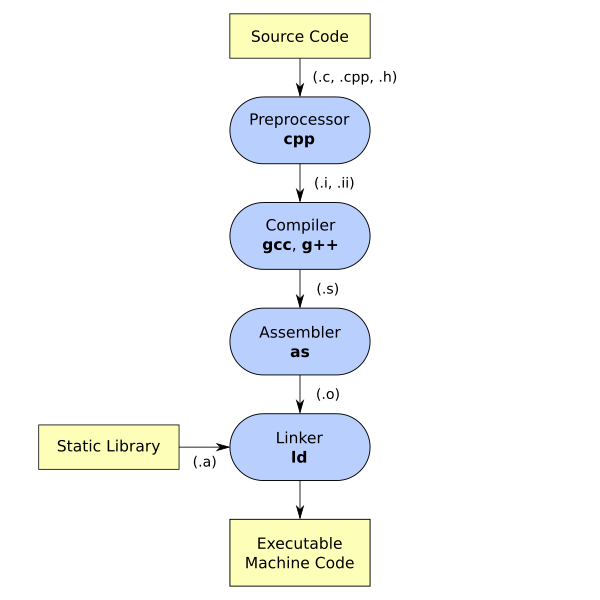 Source Code
(.c, .cpp, .h)
Preprocessor
cpp
(.i, .ii)
Compiler
gcc, g++
(.s)
Assembler
as
(.o)
Static Library
(.a)
Linker
ld
Executable
Machine Code